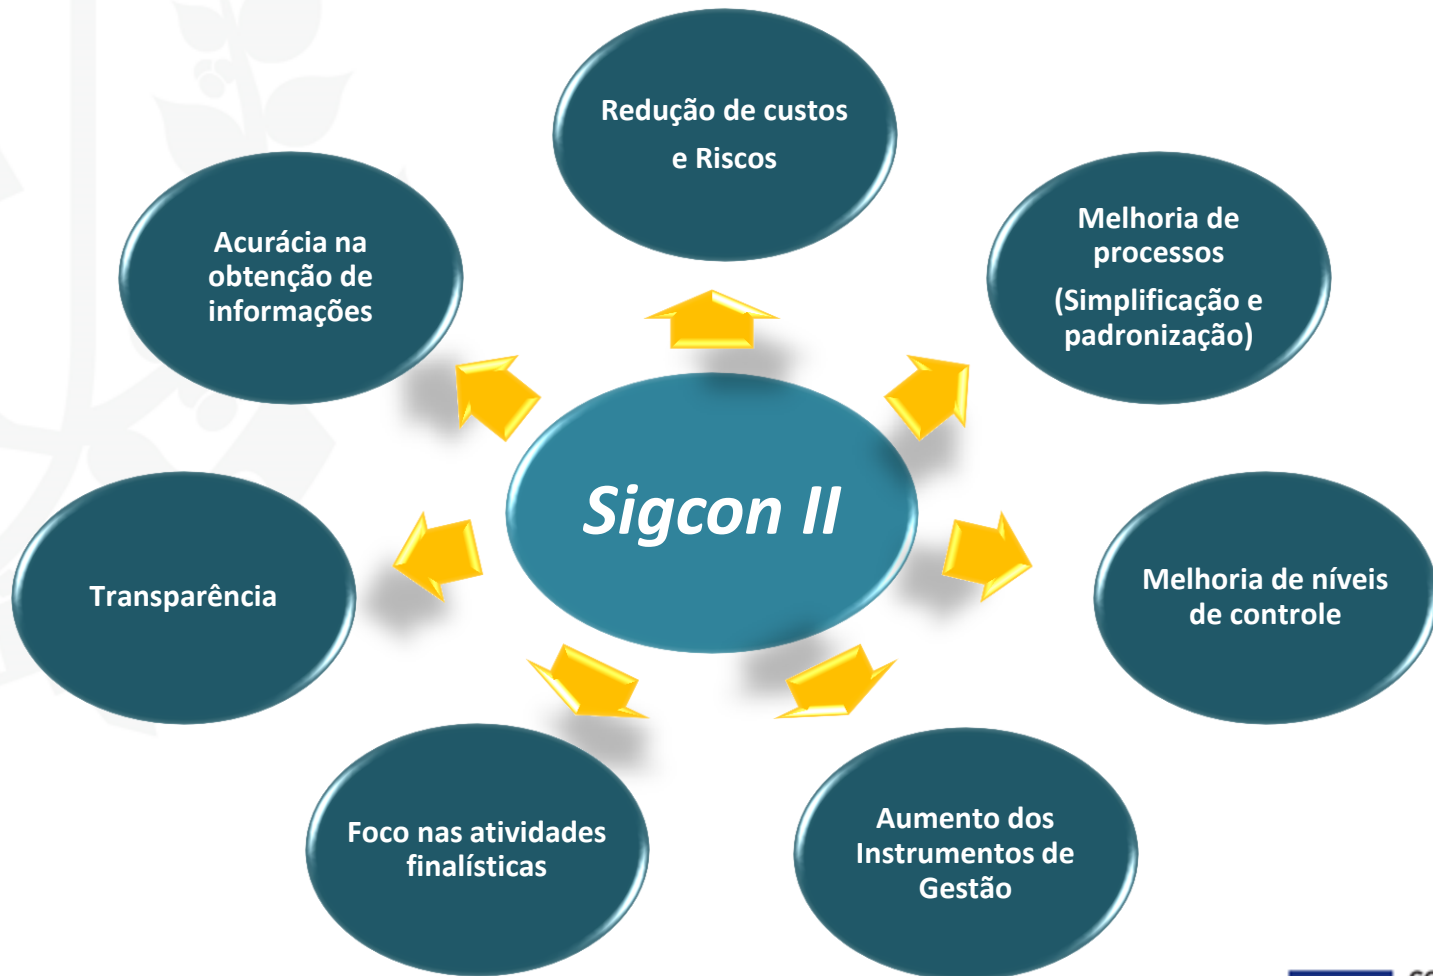 Redução de custos
e Riscos
Melhoria de
processos
(Simplificação e
padronização)
Melhoria de níveis
de controle
Aumento dos
Instrumentos de
Gestão
Foco nas atividades
finalísticas
Transparência
Acurácia na
obtenção de
informações
Sigcon II